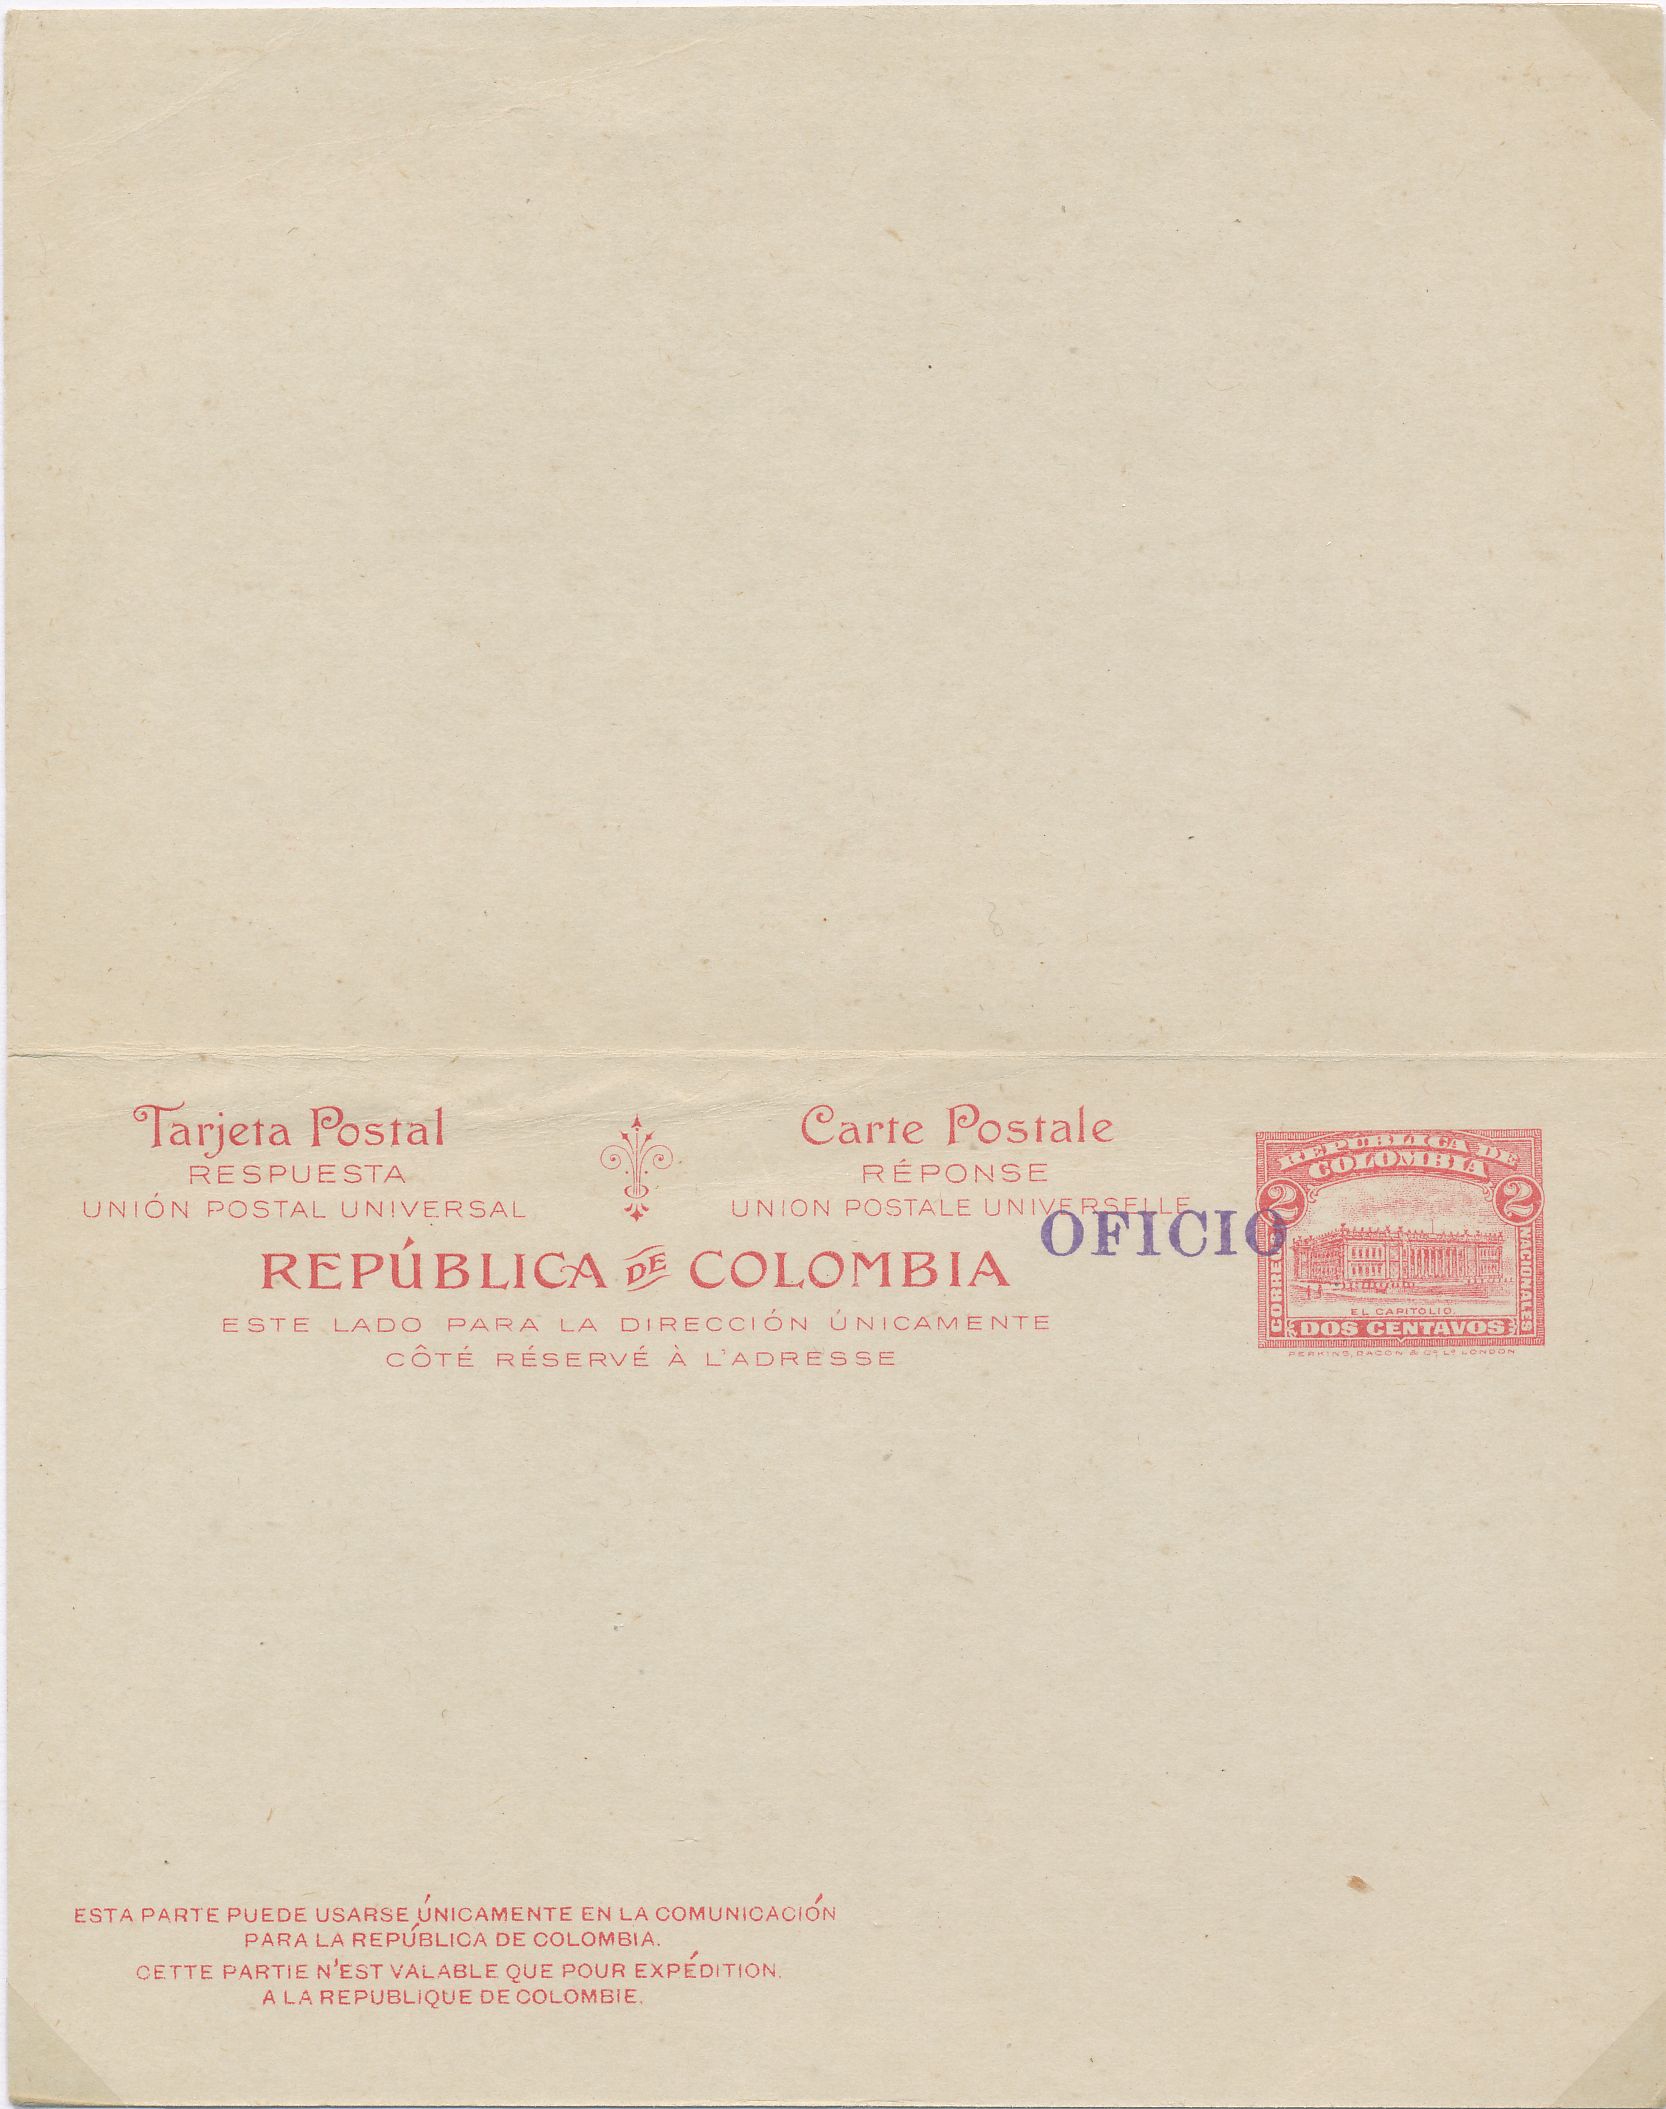 Tarjeta Postal
RESPUESTA
UNIÓN POSTAL UNIVERSAL
Carte Postale
RÉPONSE
UNION POSTALE UNIVERSELLE
REPÚBLICA DE COLOMBIA
ESTE LADO PARA LA DIRECCIÓN ÚNICAMENTE
CÔTÉ RÉSERVÉ À L'ADRESSE
OFICIO
REPUBLICA DE
COLOMBIA
2 2
CORREOS
NACIONALES
EL CAPITOLIO.
DOS CENTAVOS
PERKINS, BACON & Cº Lº LONDON
ESTA PARTE PUEDE USARSE ÚNICAMENTE EN LA COMUNICACIÓN
PARA LA REPÚBLICA DE COLOMBIA.
CETTE PARTIE N'EST VALABLE QUE POUR EXPÉDITION.
A LA REPUBLIQUE DE COLOMBIE.